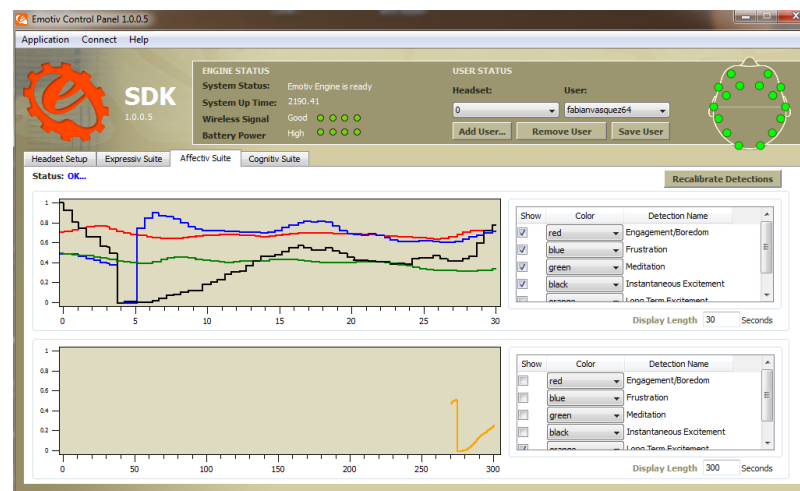 Emotiv Control Panel 1.0.0.5
Application Connect Help
SDK
1.0.0.5
ENGINE STATUS
System Status: Emotiv Engine is ready
System Up Time: 2190.41
Wireless Signal Good
Battery Power High
USER STATUS
Headset: User:
0 fabianvasquez64
Add User... Remove User Save User
Headset Setup Expressiv Suite Affectiv Suite Cognitiv Suite
Status: OK...
Recalibrate Detections
1
0.8
0.6
0.4
0.2
0
0 5 10 15 20 25 30
Show Color Detection Name
red Engagement/Boredom
blue Frustration
green Meditation
black Instantaneous Excitement
orange Long Term Excitement
Display Length 30 Seconds
1
0.8
0.6
0.4
0.2
0
0 50 100 150 200 250 300
Show Color Detection Name
red Engagement/Boredom
blue Frustration
green Meditation
black Instantaneous Excitement
orange Long Term Excitement
Display Length 300 Seconds